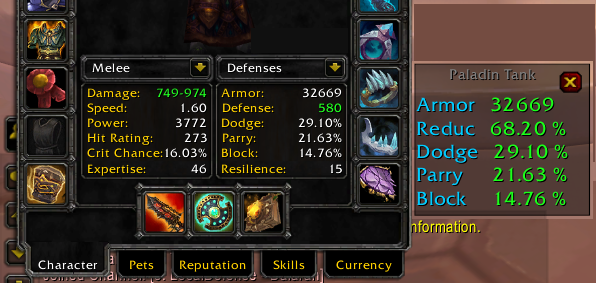 Melee
Damage: 749-974
Speed: 1.60
Power: 3772
Hit Rating: 273
Crit Chance: 16.03%
Expertise: 46
Defenses
Armor: 32669
Defense: 580
Dodge: 29.10%
Parry: 21.63%
Block: 14.76%
Resilience: 15
Paladin Tank
Armor 32669
Reduc 68.20 %
Dodge 29.10 %
Parry 21.63 %
Block 14.76 %
nformation.
Character
Pets
Reputation
Skills
Currency